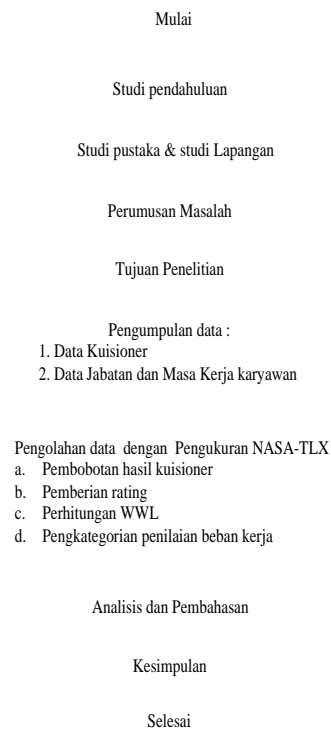 Mulai
Studi pendahuluan
Studi pustaka & studi Lapangan
Perumusan Masalah
Tujuan Penelitian
Pengumpulan data :
1. Data Kuisioner
2. Data Jabatan dan Masa Kerja karyawan
Pengolahan data dengan Pengukuran NASA-TLX
a. Pembobotan hasil kuisioner
b. Pemberian rating
c. Perhitungan WWL
d. Pengkategorian penilaian beban kerja
Analisis dan Pembahasan
Kesimpulan
Selesai